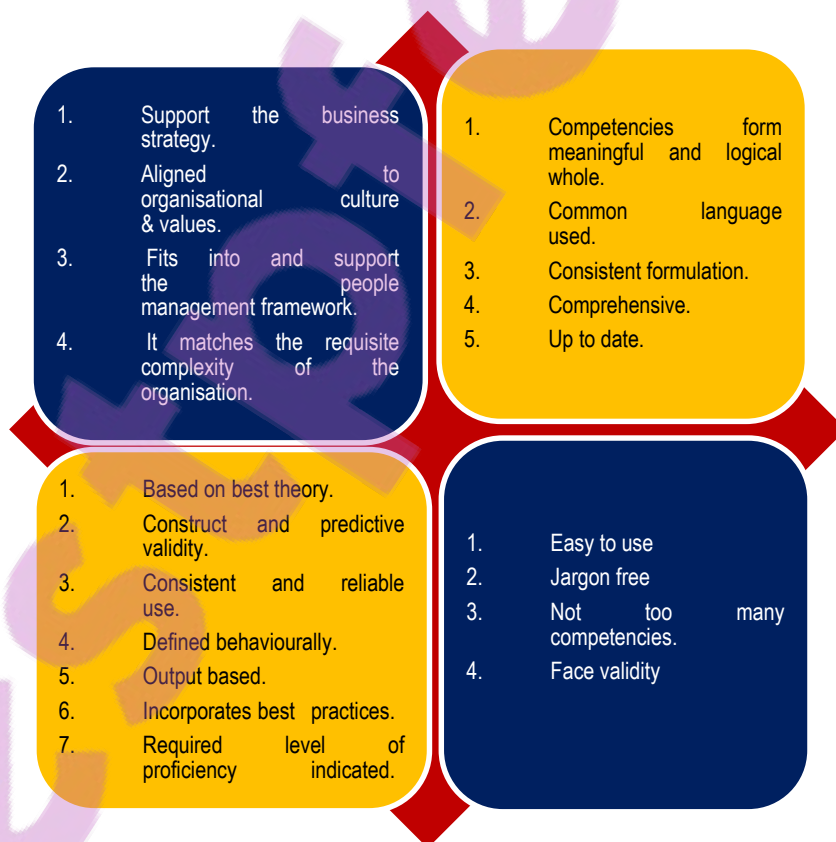 1. Support the business
strategy.
2. Aligned to
organisational culture
& values.
3. Fits into and support
the people
management framework.
4. It matches the requisite
complexity of the
organisation.
1. Competencies form
meaningful and logical
whole.
2. Common language
used.
3. Consistent formulation.
4. Comprehensive.
5. Up to date.
1. Based on best theory.
2. Construct and predictive
validity.
3. Consistent and reliable
use.
4. Defined behaviourally.
5. Output based.
6. Incorporates best practices.
7. Required level of
proficiency indicated.
1. Easy to use
2. Jargon free
3. Not too many
competencies.
4. Face validity